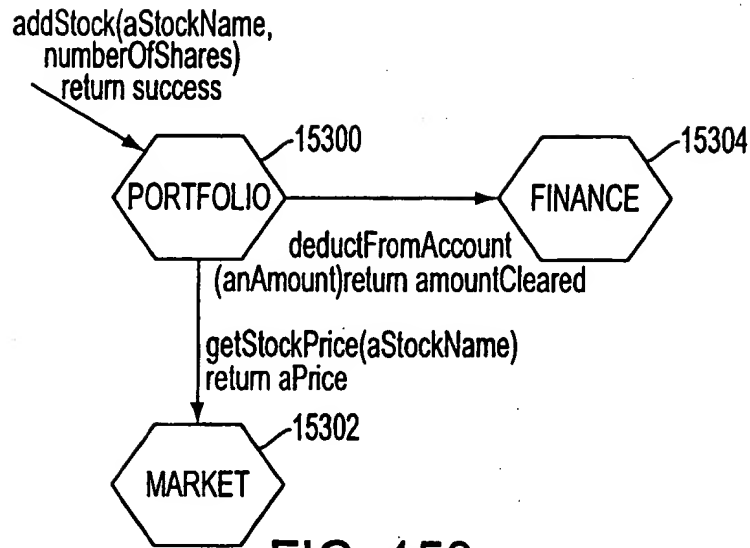 addStock(aStockName,
numberOfShares)
return success
15300
15304
PORTFOLIO
FINANCE
deductFromAccount
(anAmount)return amountCleared
getStockPrice(aStockName)
return aPrice
15302
MARKET